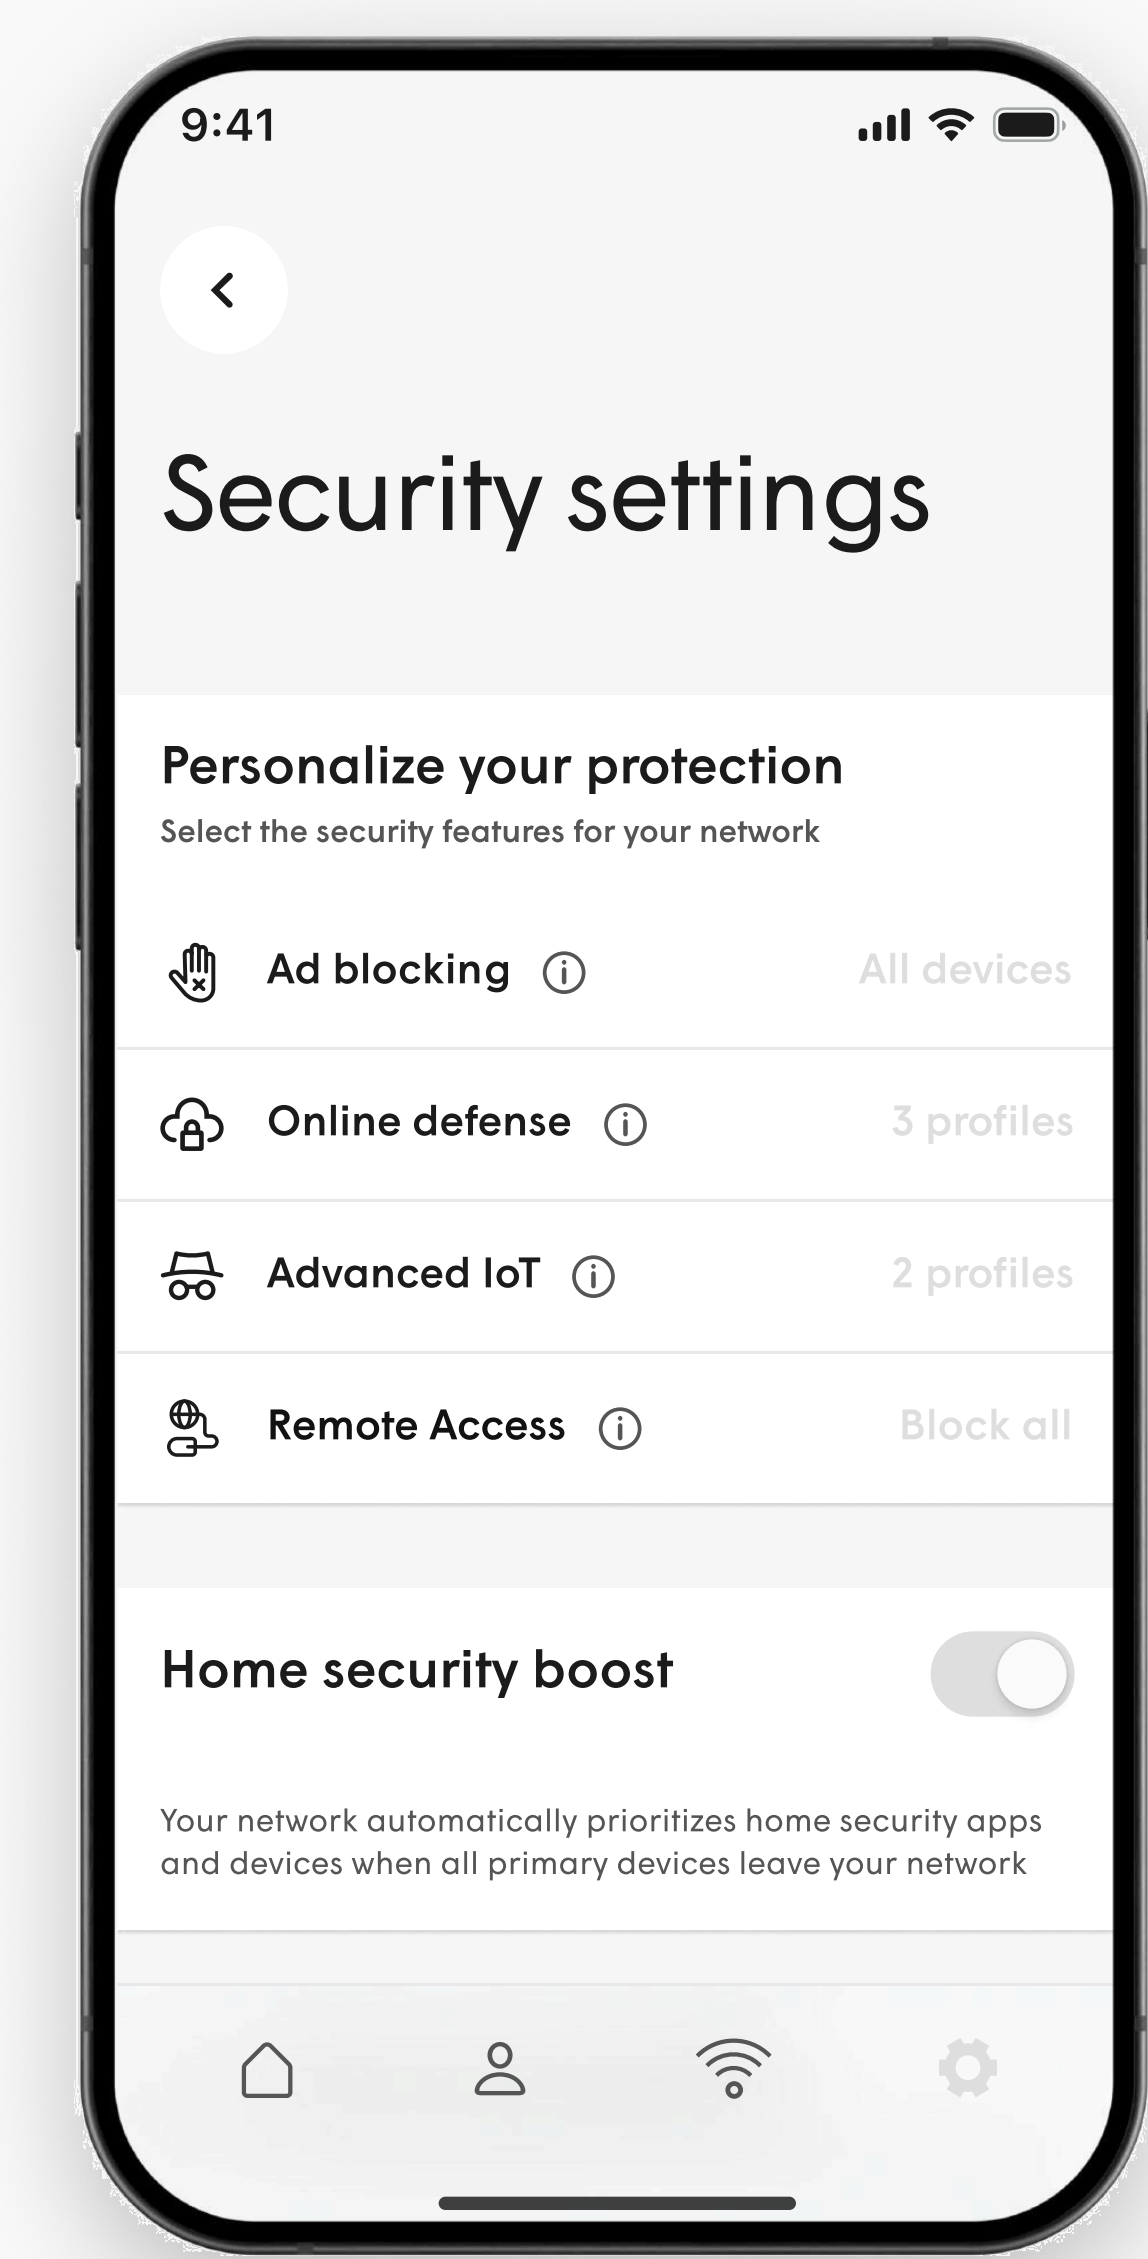 9:41
Security settings
Personalize your protection
Select the security features for your network
Ad blocking All devices
Online defense 3 profiles
Advanced IoT 2 profiles
Remote Access Block all
Home security boost
Your network automatically prioritizes home security apps
and devices when all primary devices leave your network